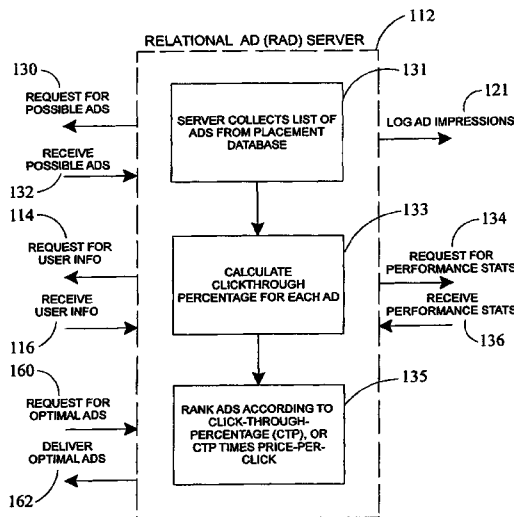 112
RELATIONAL AD (RAD) SERVER
130
REQUEST FOR
POSSIBLE ADS
RECEIVE
POSSIBLE ADS
132
114
REQUEST FOR
USER INFO
RECEIVE
USER INFO
116
160
REQUEST FOR
OPTIMAL ADS
DELIVER
OPTIMAL ADS
162
131
SERVER COLLECTS LIST OF
ADS FROM PLACEMENT
DATABASE
133
CALCULATE
CLICKTHROUGH
PERCENTAGE FOR EACH AD
135
RANK ADS ACCORDING TO
CLICK-THROUGH-
PERCENTAGE (CTP), OR
CTP TIMES PRICE-PER-
CLICK
121
LOG AD IMPRESSIONS
134
REQUEST FOR
PERFORMANCE STATS
RECEIVE
PERFORMANCE STATS
136